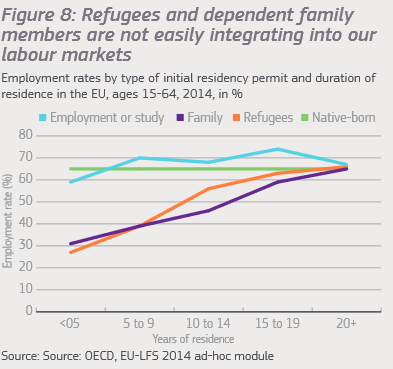 Figure 8: Refugees and dependent family
members are not easily integrating into our
labour markets
Employment rates by type of initial residency permit and duration of
residence in the EU, ages 15-64, 2014, in %
Employment or study Family Refugees Native-born
80
70
60
50
40
30
20
10
0
Employment rate (%)
<05 5 to 9 10 to 14 15 to 19 20+
Years of residence
Source: Source: OECD, EU-LFS 2014 ad-hoc module